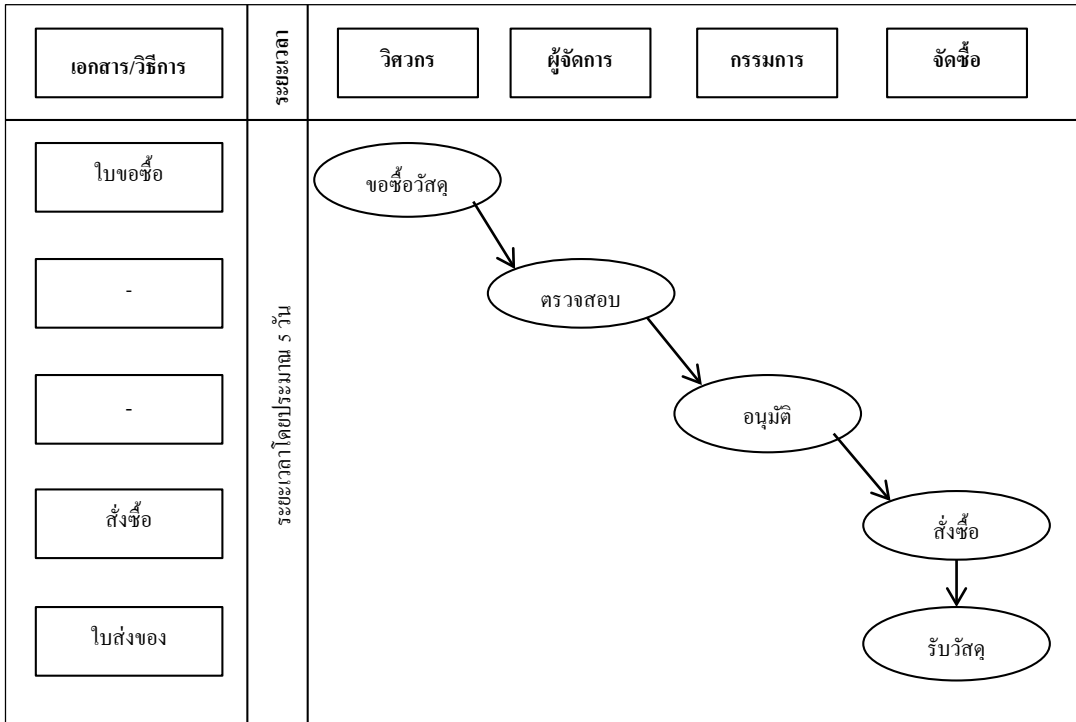 เอกสาร/วิธีการ
ระยะเวลา
วิศวกร
ผู้จัดการ
กรรมการ
จัดซื้อ
ใบขอซื้อ
ขอซื้อวัสดุ
-
ตรวจสอบ
ระยะเวลาโดยประมาณ 5 วัน
-
อนุมัติ
สั่งซื้อ
สั่งซื้อ
ใบส่งของ
รับวัสดุ